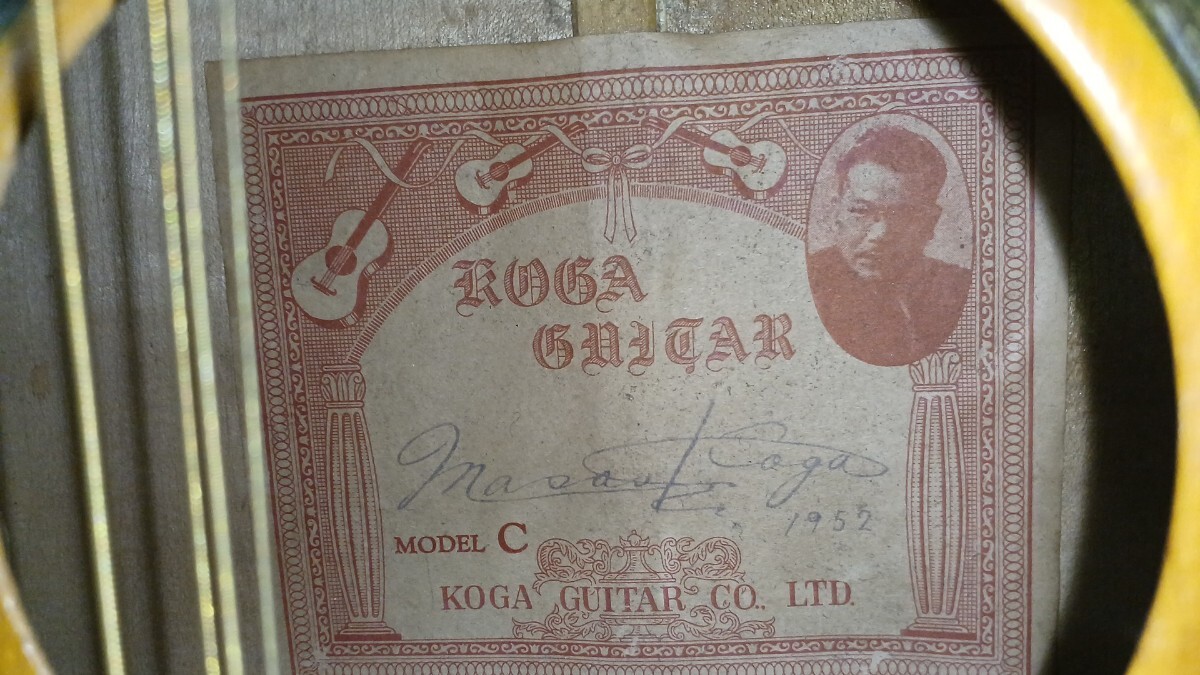 KOGA
GUITAR
Masao Koga
1952
MODEL C
KOGA GUITAR CO., LTD.